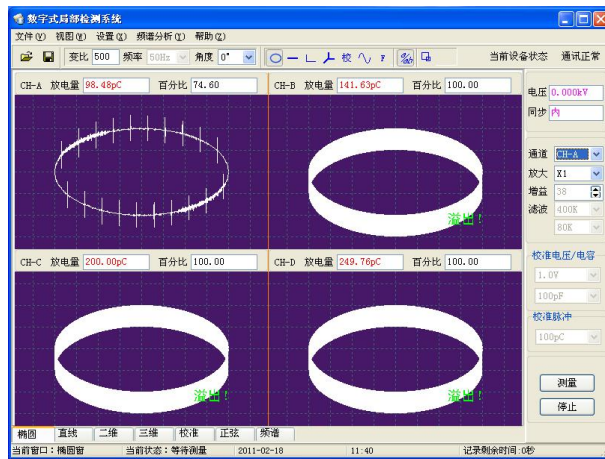 数字式局部检测系统
文件(V) 视图(W) 设置(X) 频谱分析(Y) 帮助(Z)
变比 500 频率 50Hz 角度 0° 校 F 当前设备状态 通讯正常
CH-A 放电量 98.48pC 百分比 74.60
CH-B 放电量 141.63pC 百分比 100.00
电压 0.000kV
同步 内
通道 CH-A
放大 X1
增益 38
滤波 400K
80K
溢出!
CH-C 放电量 200.00pC 百分比 100.00
CH-D 放电量 249.76pC 百分比 100.00
校准电压/电容
1.0V
100pF
校准脉冲
100pC
溢出!
溢出!
测量
停止
椭圆 直线 二维 三维 校准 正弦 频谱
当前窗口:椭圆窗 当前状态:等待测量 2011-02-18 11:40 记录剩余时间:0秒